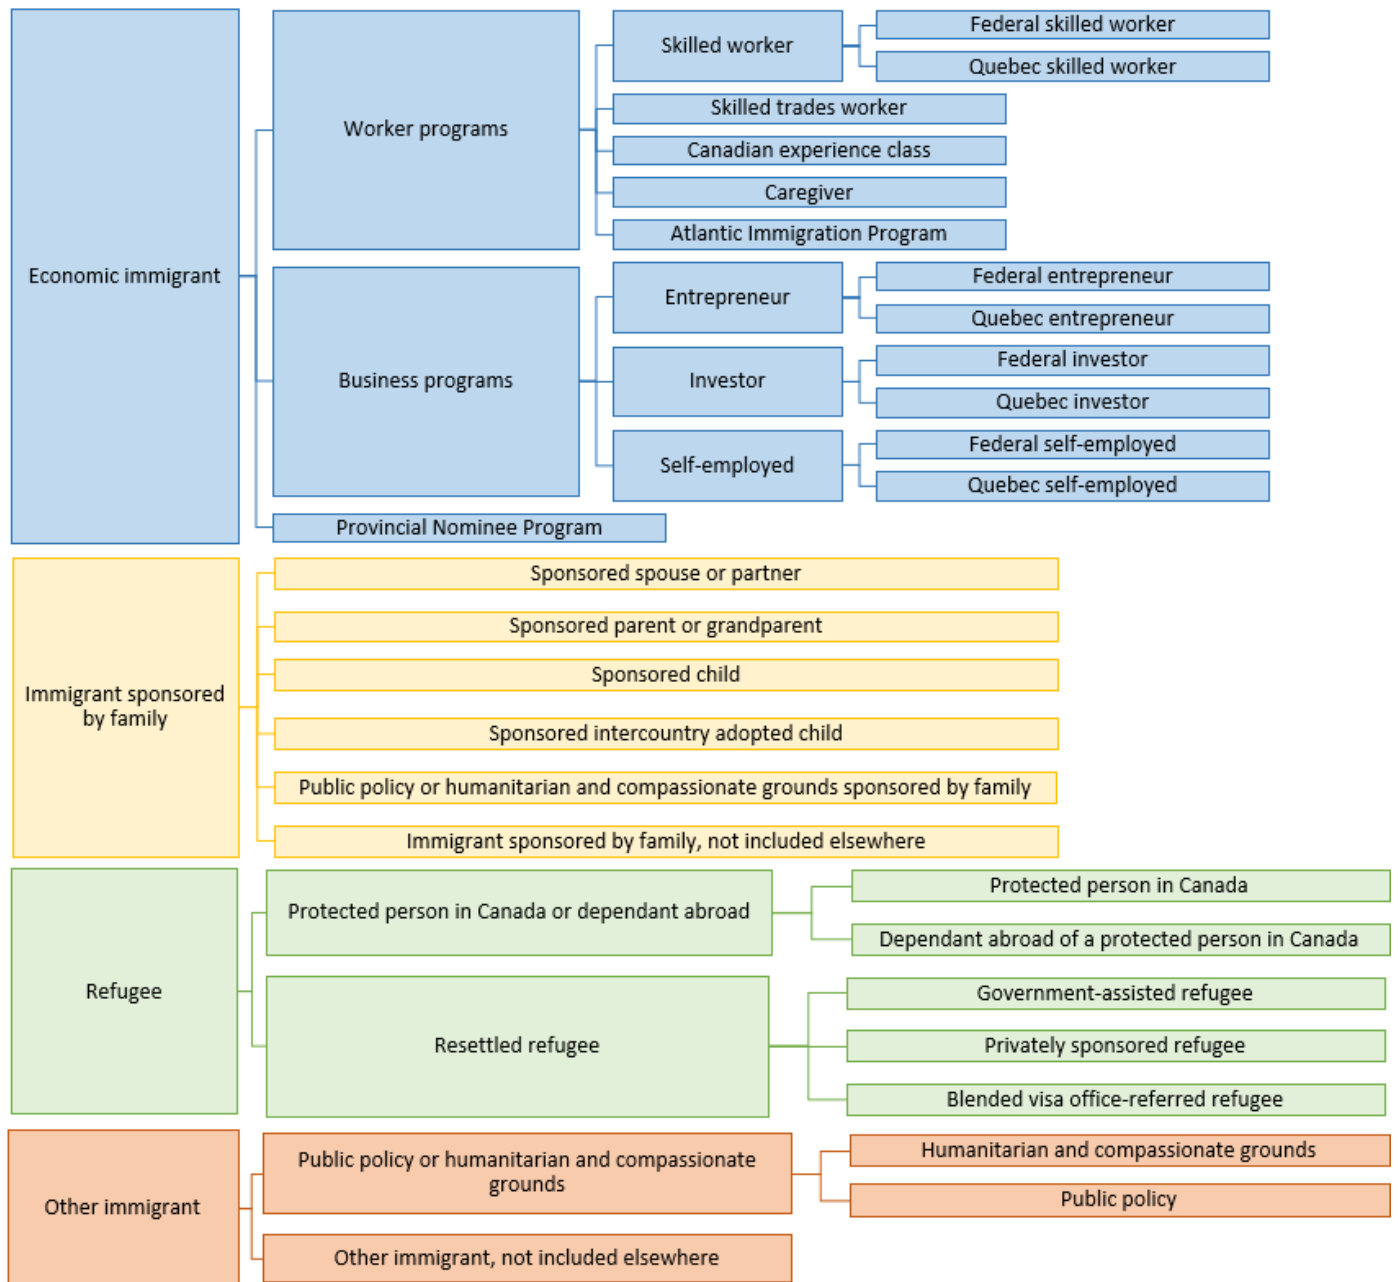 Economic immigrant
Worker programs
Skilled worker
Federal skilled worker
Quebec skilled worker
Skilled trades worker
Canadian experience class
Caregiver
Atlantic Immigration Program
Business programs
Entrepreneur
Federal entrepreneur
Quebec entrepreneur
Investor
Federal investor
Quebec investor
Self-employed
Federal self-employed
Quebec self-employed
Provincial Nominee Program
Immigrant sponsored
by family
Sponsored spouse or partner
Sponsored parent or grandparent
Sponsored child
Sponsored intercountry adopted child
Public policy or humanitarian and compassionate grounds sponsored by family
Immigrant sponsored by family, not included elsewhere
Refugee
Protected person in Canada or dependant abroad
Protected person in Canada
Dependant abroad of a protected person in Canada
Resettled refugee
Government-assisted refugee
Privately sponsored refugee
Blended visa office-referred refugee
Other immigrant
Public policy or humanitarian and compassionate
grounds
Humanitarian and compassionate grounds
Public policy
Other immigrant, not included elsewhere